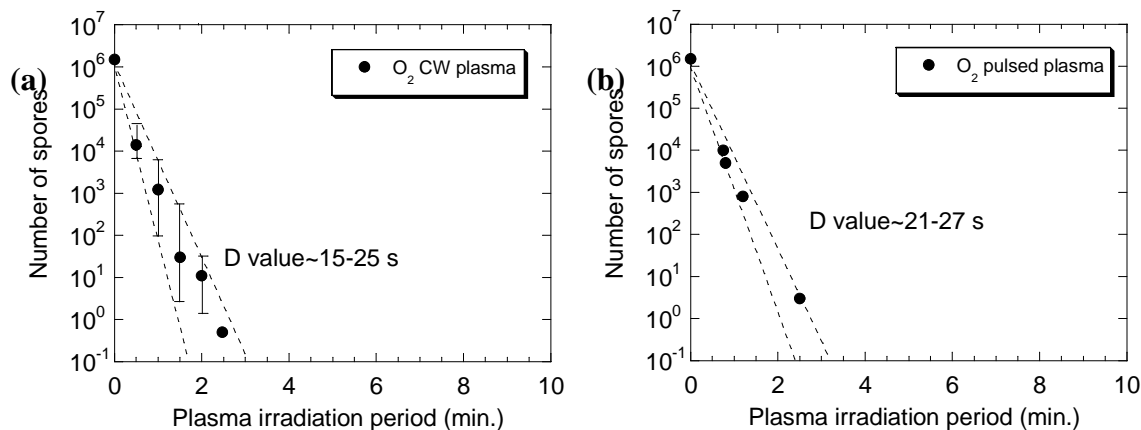 (a)
Number of spores
10^7
10^6
10^5
10^4
10^3
10^2
10^1
10^0
10^-1
O₂ CW plasma
D value~15-25 s
0 2 4 6 8 10
Plasma irradiation period (min.)
(b)
Number of spores
10^7
10^6
10^5
10^4
10^3
10^2
10^1
10^0
10^-1
O₂ pulsed plasma
D value~21-27 s
0 2 4 6 8 10
Plasma irradiation period (min.)